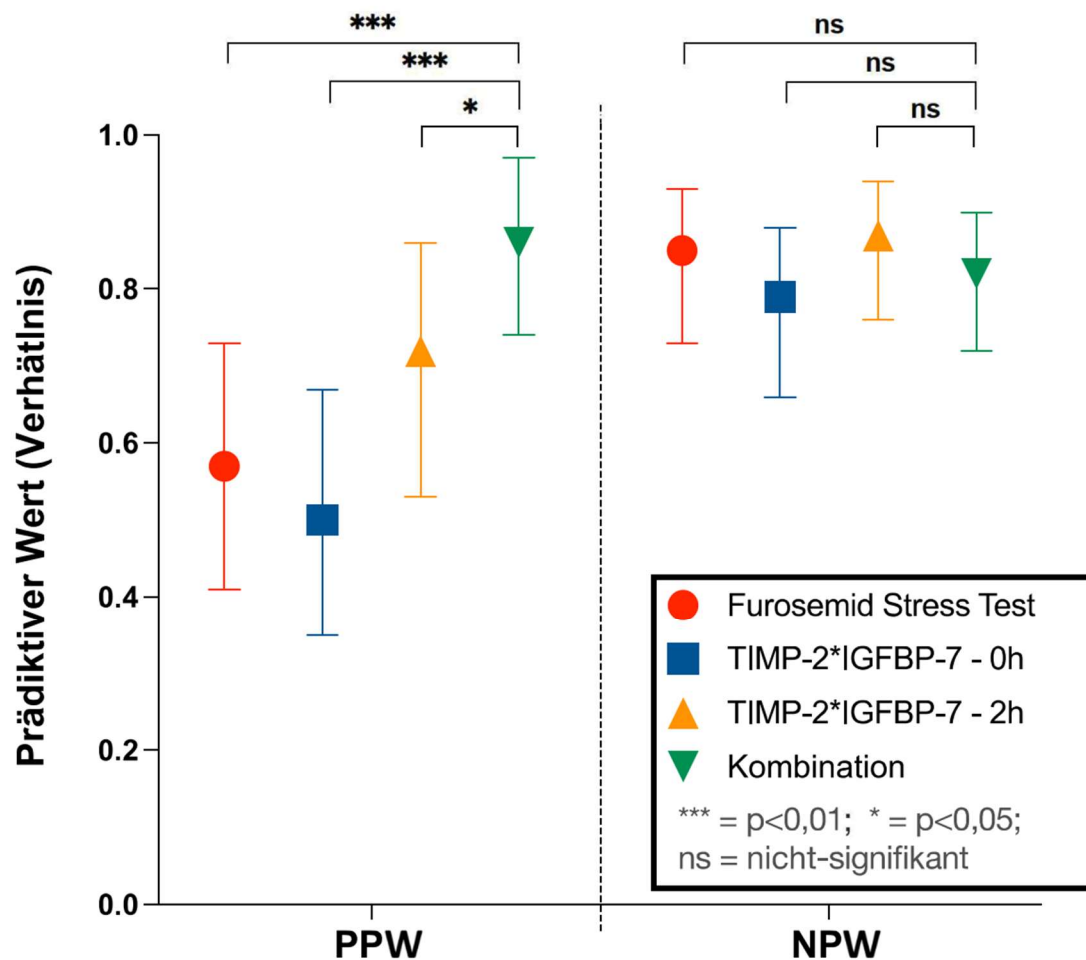 *** ns
*** ns
* ns
1.0
0.8
0.6
0.4
0.2
0.0
Prädiktiver Wert (Verhätlnis)
PPW NPW
Furosemid Stress Test
TIMP-2*IGFBP-7 - 0h
TIMP-2*IGFBP-7 - 2h
Kombination
*** = p<0,01; * = p<0,05;
ns = nicht-signifikant